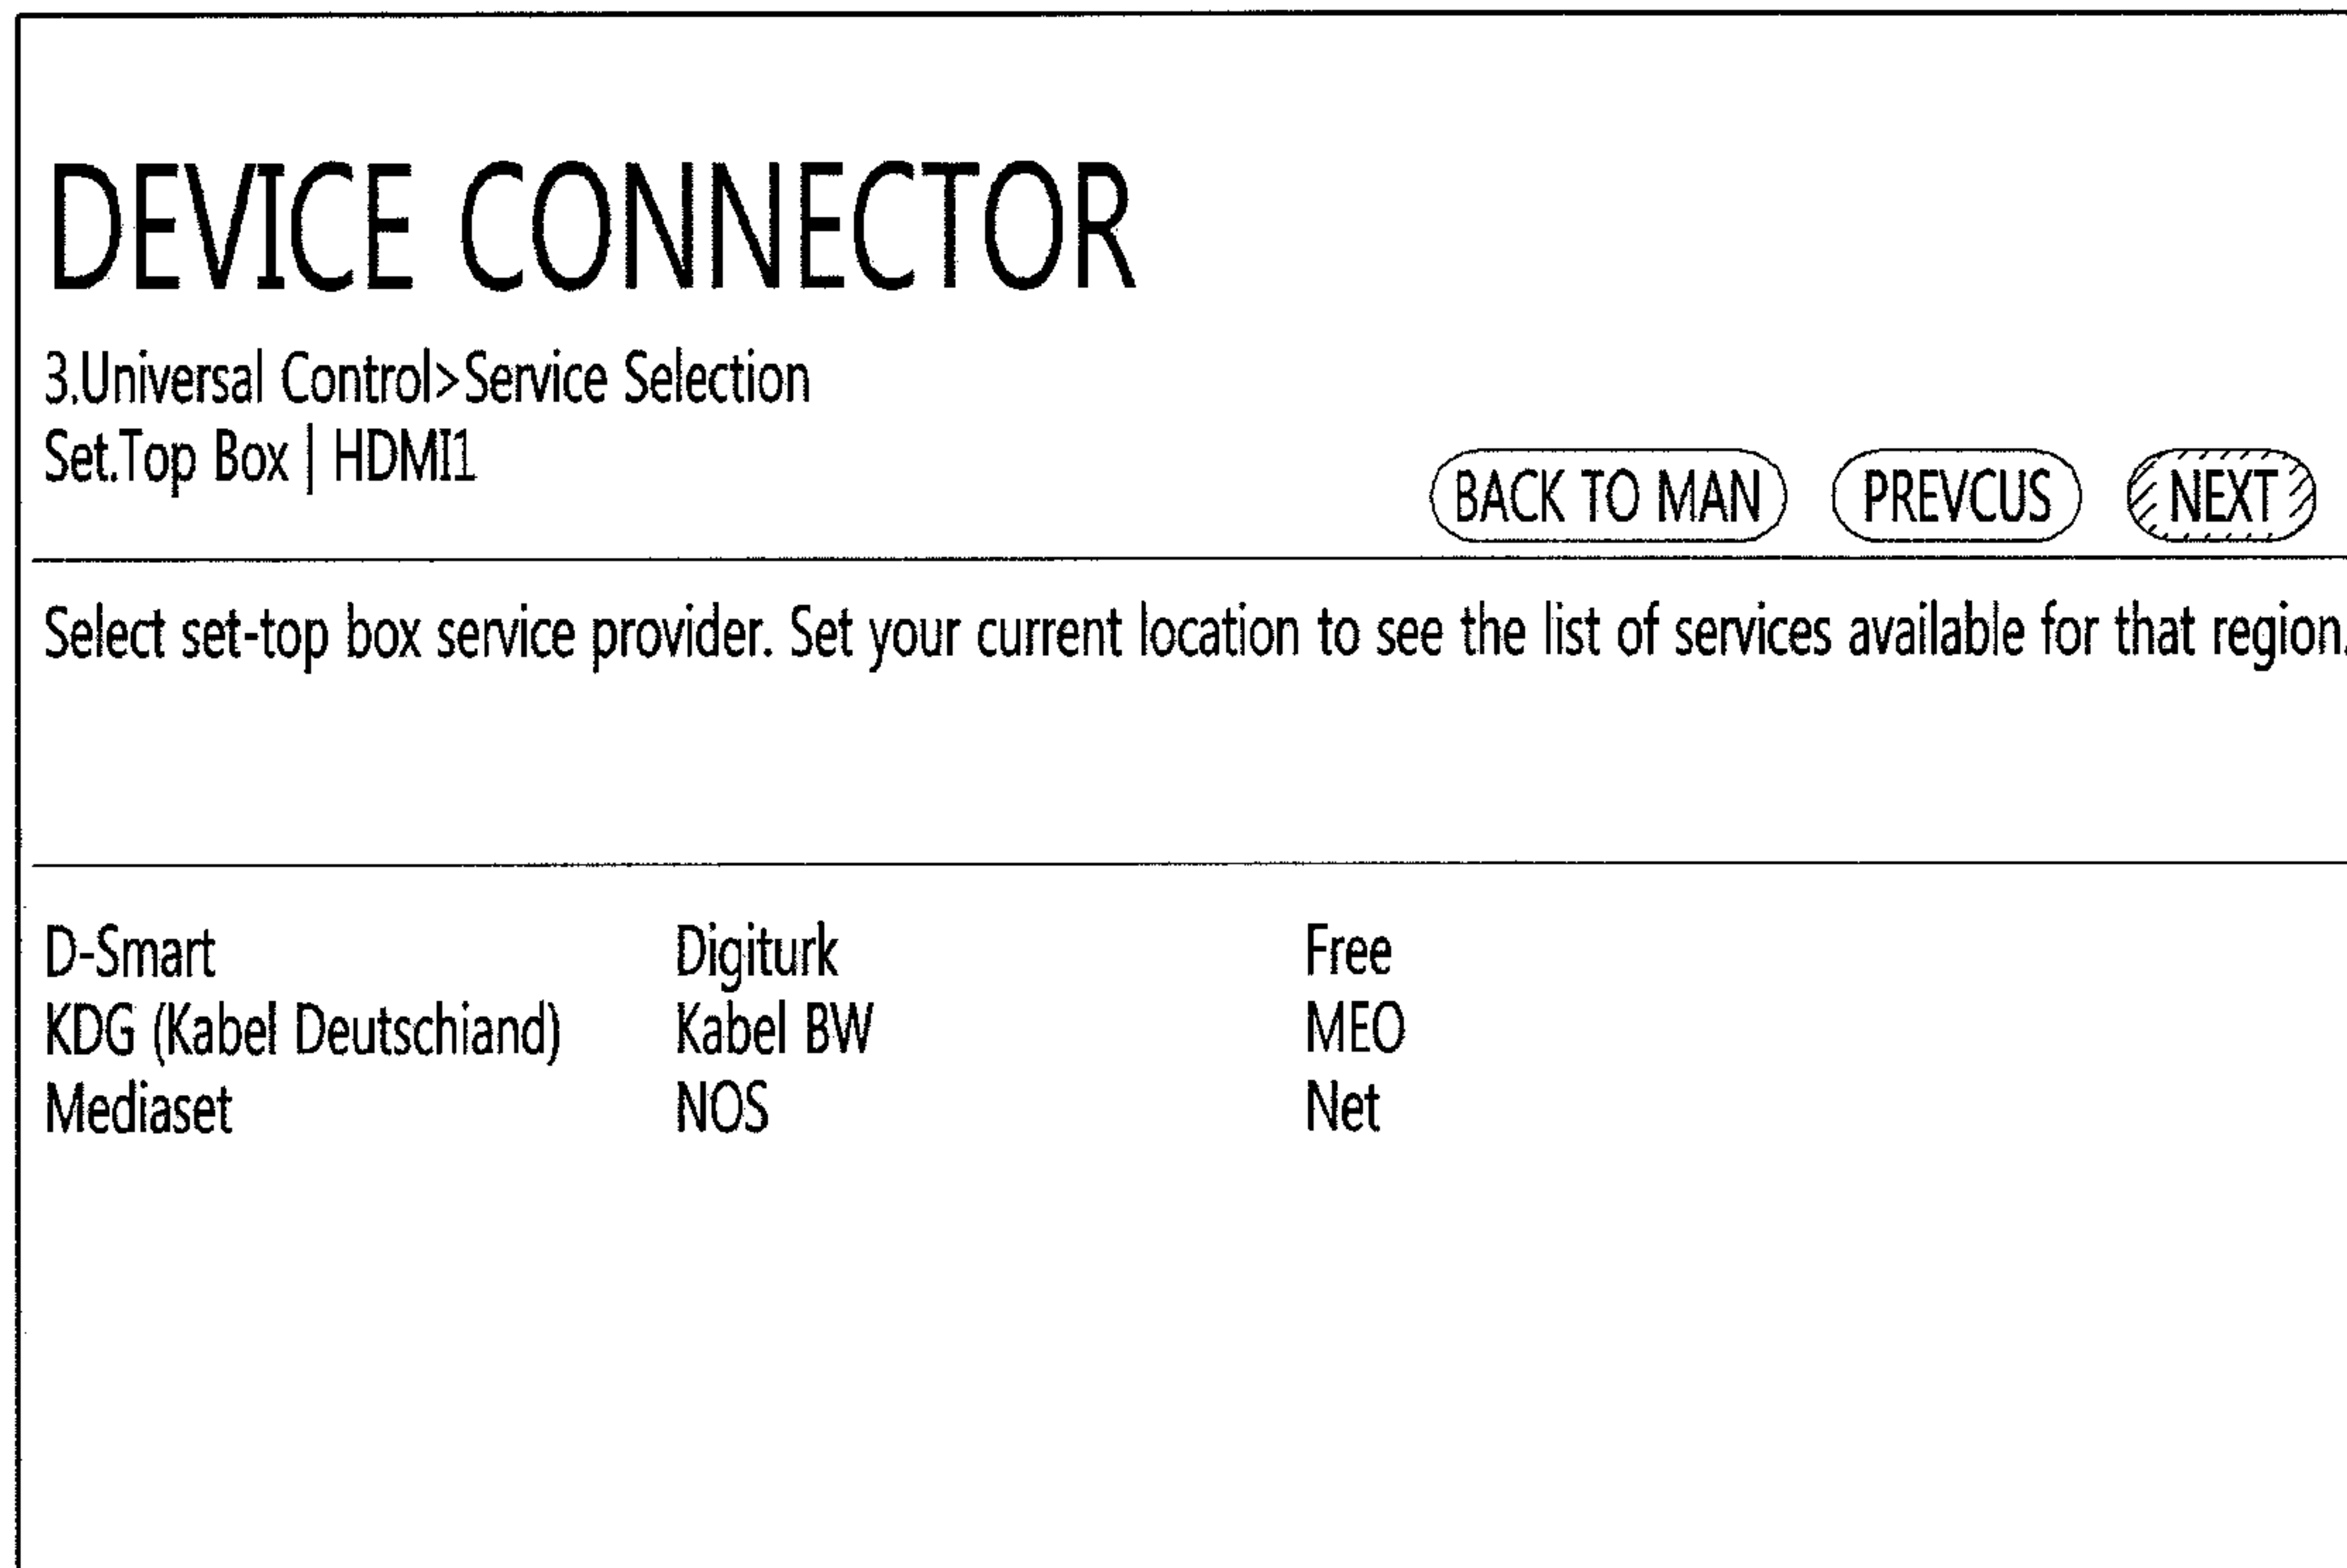 DEVICE CONNECTOR
3.Universal Control>Service Selection
Set.Top Box | HDMI1
BACK TO MAN PREVCUS NEXT
Select set-top box service provider. Set your current location to see the list of services available for that region.
D-Smart Digiturk Free
KDG (Kabel Deutschiand) Kabel BW MEO
Mediaset NOS Net